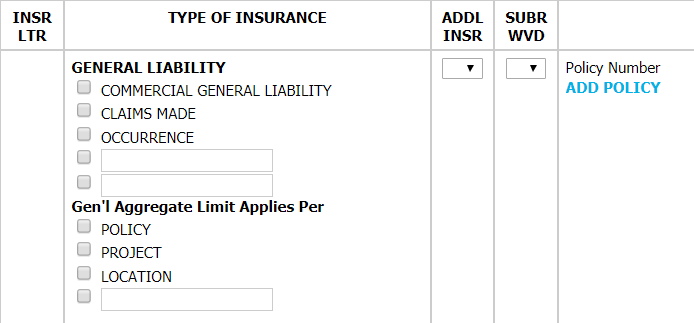 INSR LTR
TYPE OF INSURANCE
ADDL INSR
SUBR WVD
GENERAL LIABILITY
COMMERCIAL GENERAL LIABILITY
CLAIMS MADE
OCCURRENCE
Gen'l Aggregate Limit Applies Per
POLICY
PROJECT
LOCATION
Policy Number
ADD POLICY